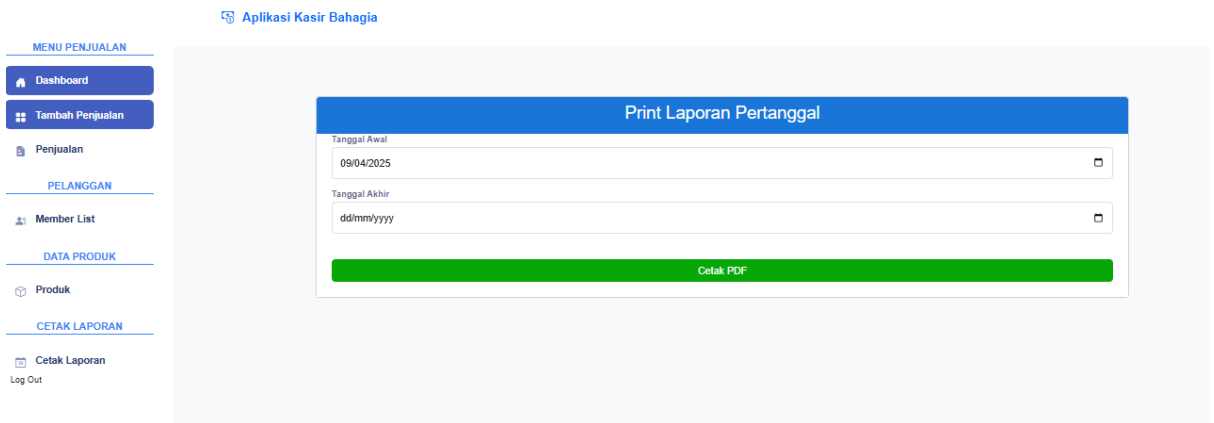 Aplikasi Kasir Bahagia
MENU PENJUALAN
Dashboard
Tambah Penjualan
Penjualan
PELANGGAN
Member List
DATA PRODUK
Produk
CETAK LAPORAN
Cetak Laporan
Log Out
Print Laporan Pertanggal
Tanggal Awal
09/04/2025
Tanggal Akhir
dd/mm/yyyy
Cetak PDF